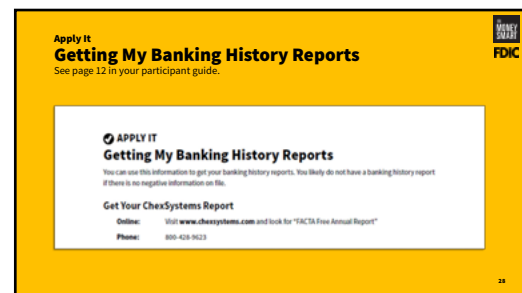 MONEY
SMART
FDIC
Apply It
Getting My Banking History Reports
See page 12 in your participant guide.
APPLY IT
Getting My Banking History Reports
You can use this information to get your banking history reports. You likely do not have a banking history report
if there is no negative information on file.
Get Your ChexSystems Report
Online: Visit www.chexsystems.com and look for "FACTA Free Annual Report"
Phone: 800-428-9623
28